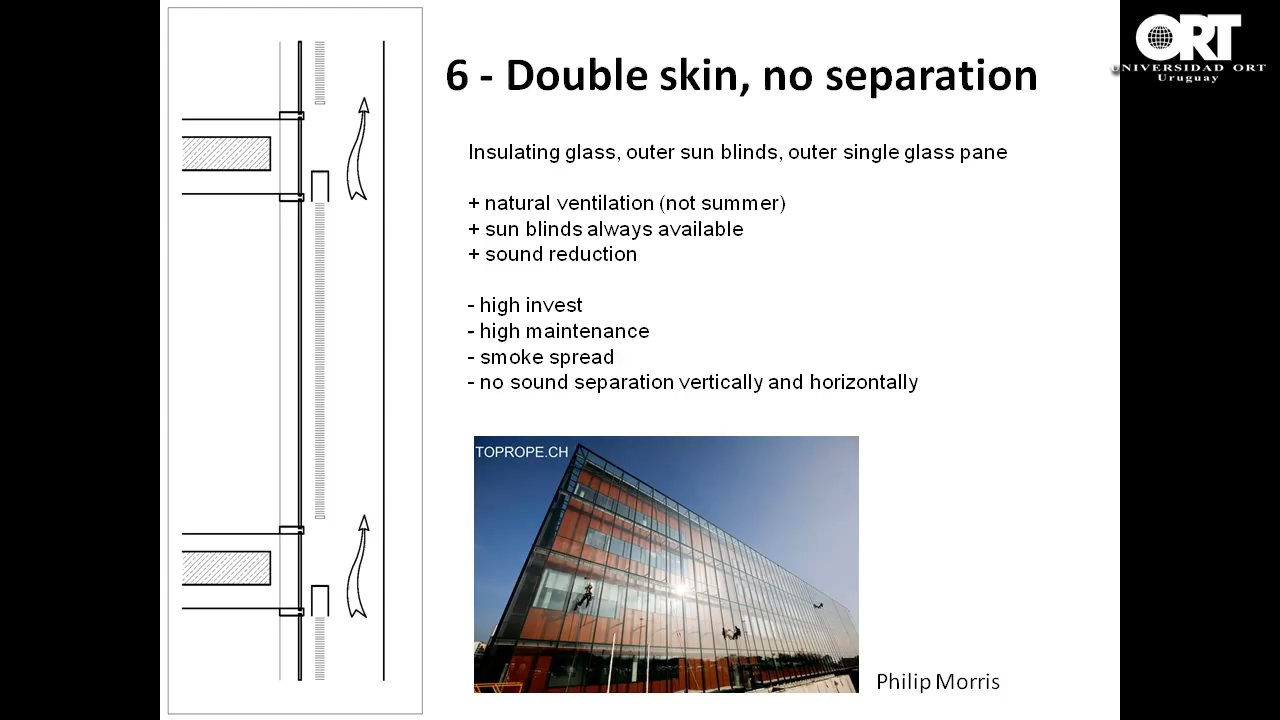 6 - Double skin, no separation
ORT
UNIVERSIDAD ORT
Uruguay
Insulating glass, outer sun blinds, outer single glass pane
+ natural ventilation (not summer)
+ sun blinds always available
+ sound reduction
- high invest
- high maintenance
- smoke spread
- no sound separation vertically and horizontally
TOPROPE.CH
Philip Morris